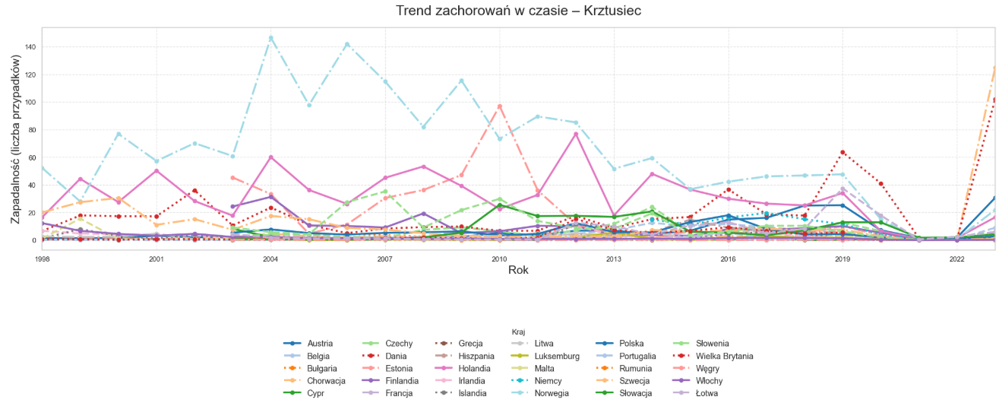 Trend zachorowań w czasie – Krztusiec
Zapadalność (liczba przypadków)
140
120
100
80
60
40
20
0
1998 2001 2004 2007 2010 2013 2016 2019 2022
Rok
Kraj
Austria Czechy Grecja Litwa Polska Słowenia
Belgia Dania Hiszpania Luksemburg Portugalia Wielka Brytania
Bułgaria Estonia Holandia Malta Rumunia Węgry
Chorwacja Finlandia Irlandia Niemcy Szwecja Włochy
Cypr Francja Islandia Norwegia Słowacja Łotwa